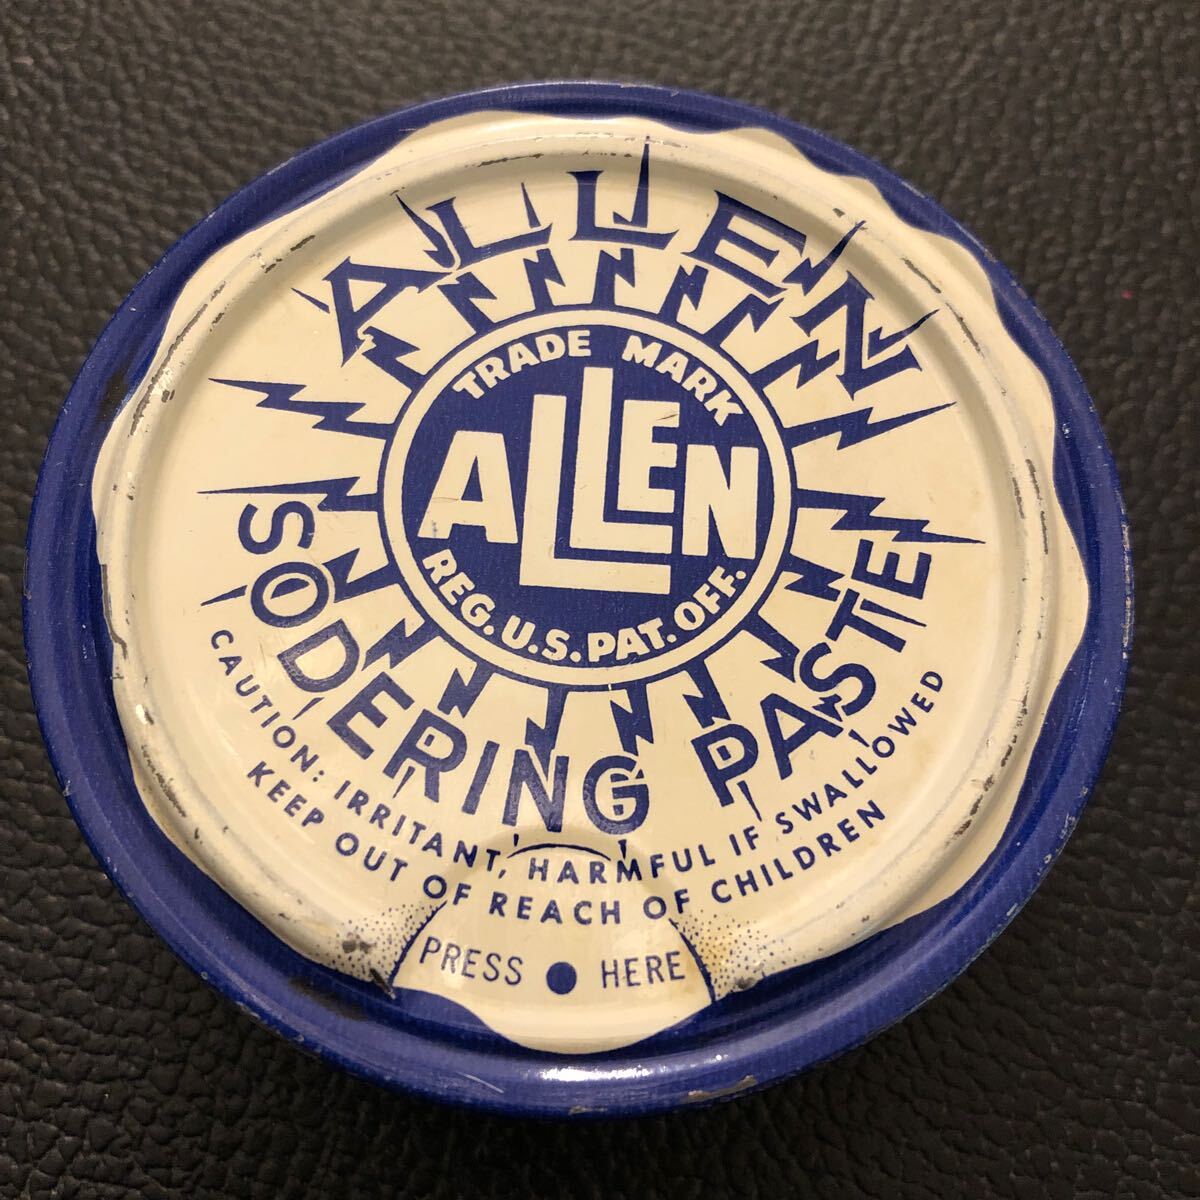 ALLEN
TRADE MARK
ALLEN
REG. U.S. PAT. OFF.
SODERING PASTE
CAUTION: IRRITANT, HARMFUL IF SWALLOWED
KEEP OUT OF REACH OF CHILDREN
PRESS ● HERE